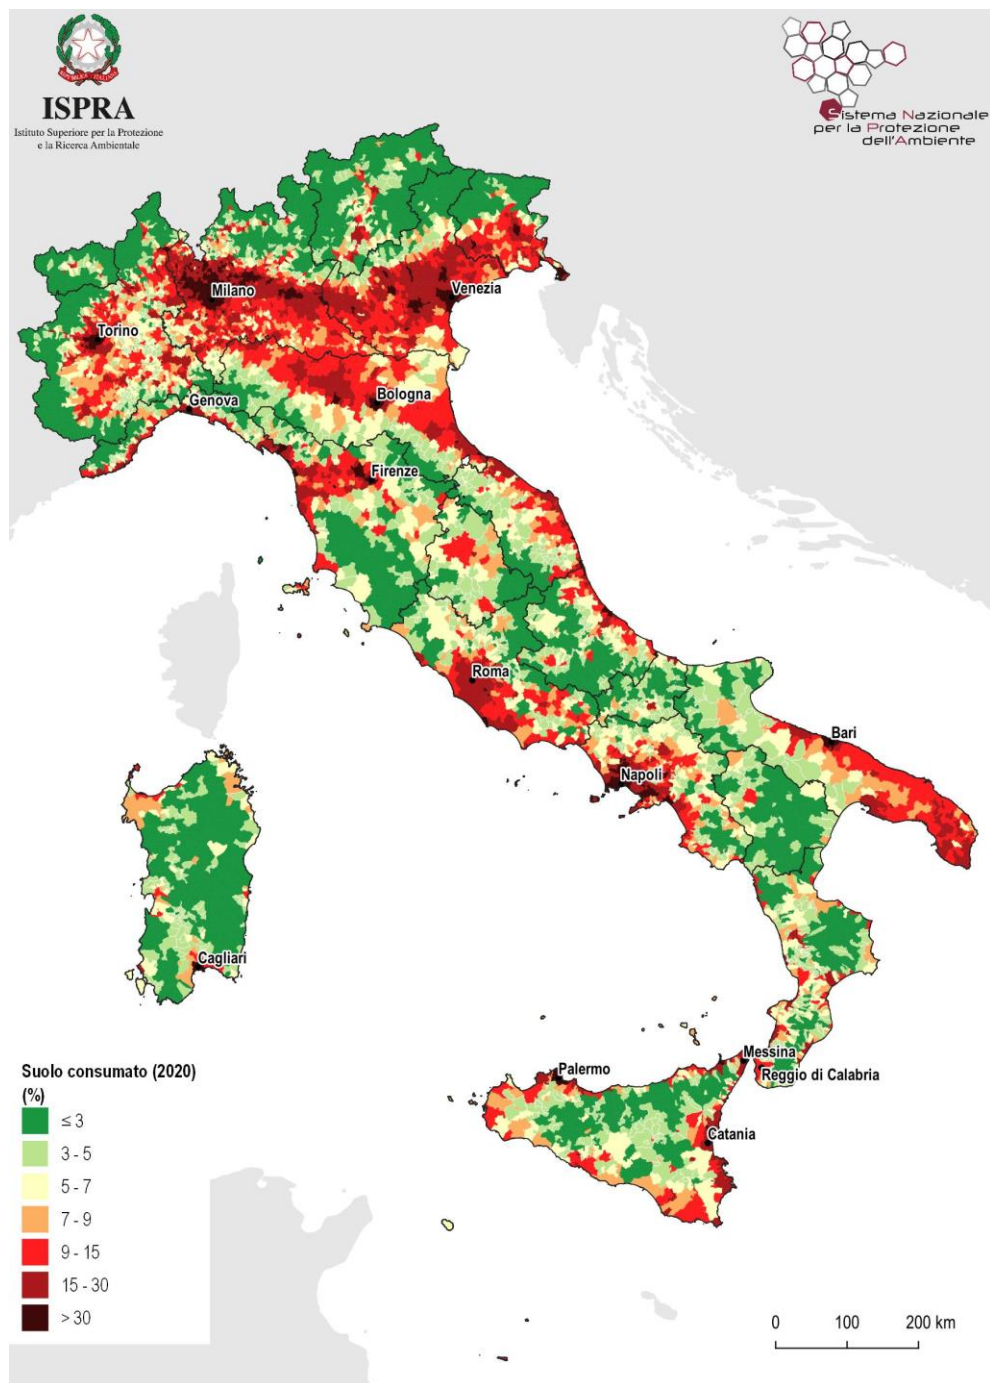 ISPRA
Istituto Superiore per la Protezione
e la Ricerca Ambientale
Sistema Nazionale
per la Protezione
dell'Ambiente
Milano
Venezia
Torino
Genova
Bologna
Firenze
Roma
Bari
Napoli
Cagliari
Messina
Palermo
Reggio di Calabria
Catania
Suolo consumato (2020)
(%)
≤ 3
3 - 5
5 - 7
7 - 9
9 - 15
15 - 30
> 30
0 100 200 km